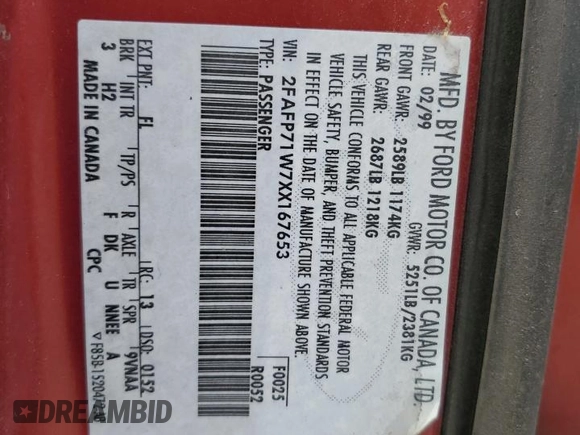 MFD. BY FORD MOTOR CO. OF CANADA, LTD.
DATE: 02/99 GVWR: 5251LB/2381KG
FRONT GAWR: 2589LB 1174KG
REAR GAWR: 2687LB 1218KG
THIS VEHICLE CONFORMS TO ALL APPLICABLE FEDERAL MOTOR
VEHICLE SAFETY, BUMPER, AND THEFT PREVENTION STANDARDS
IN EFFECT ON THE DATE OF MANUFACTURE SHOWN ABOVE.
VIN: 2FAFP71W7XX167653
F0025
TYPE: PASSENGER
R0052
EXT PNT: FL RC: 13 DSO: 0152
BRK INT TR TP/PS R AXLE TR SPR 9VNAA
3 H2 F DK U NNEE A
MADE IN CANADA CPC
DREAMBID